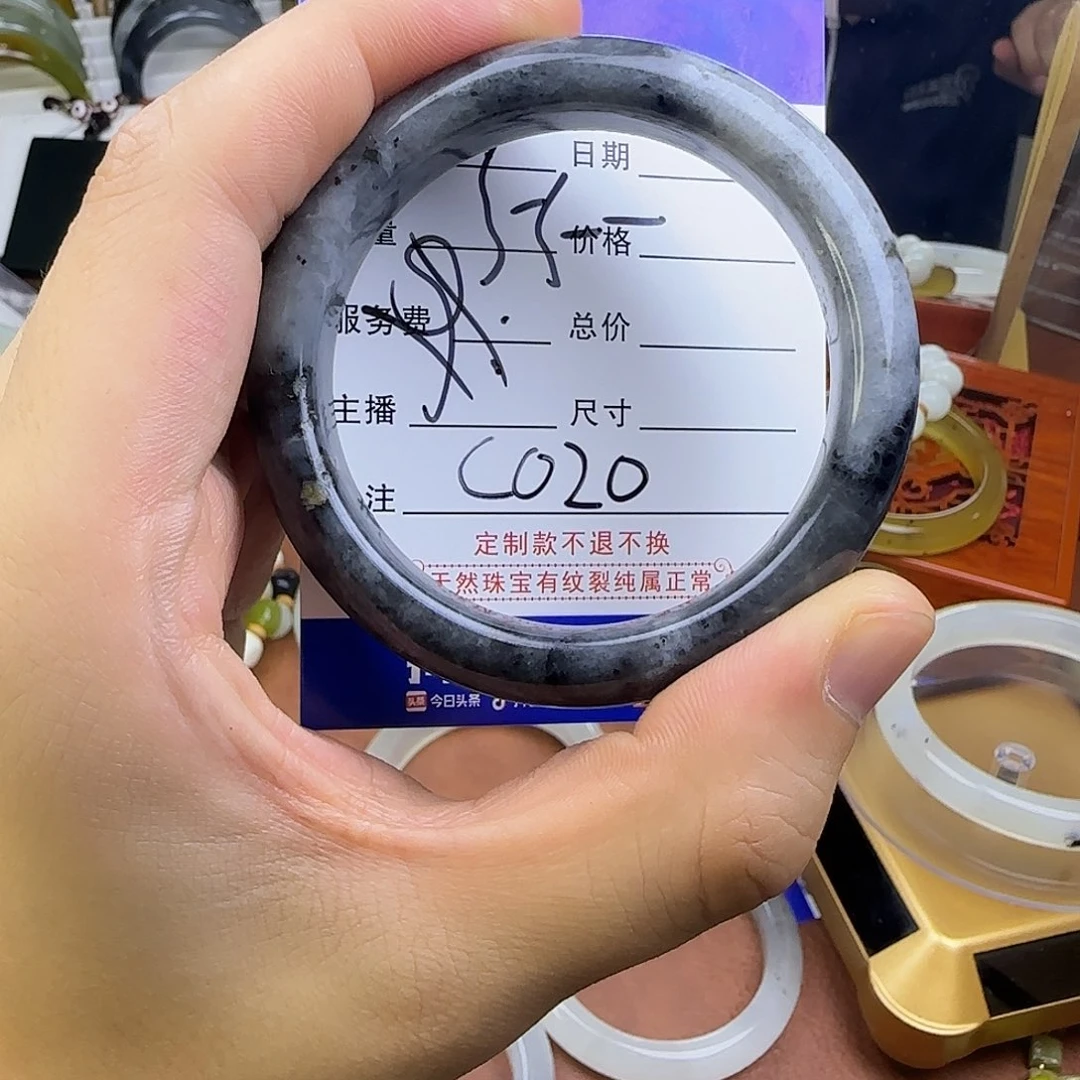 日期
量 价格
服务费 总价
主播 尺寸
注 C020
定制款不退不换
天然珠宝有纹裂纯属正常
今日头条